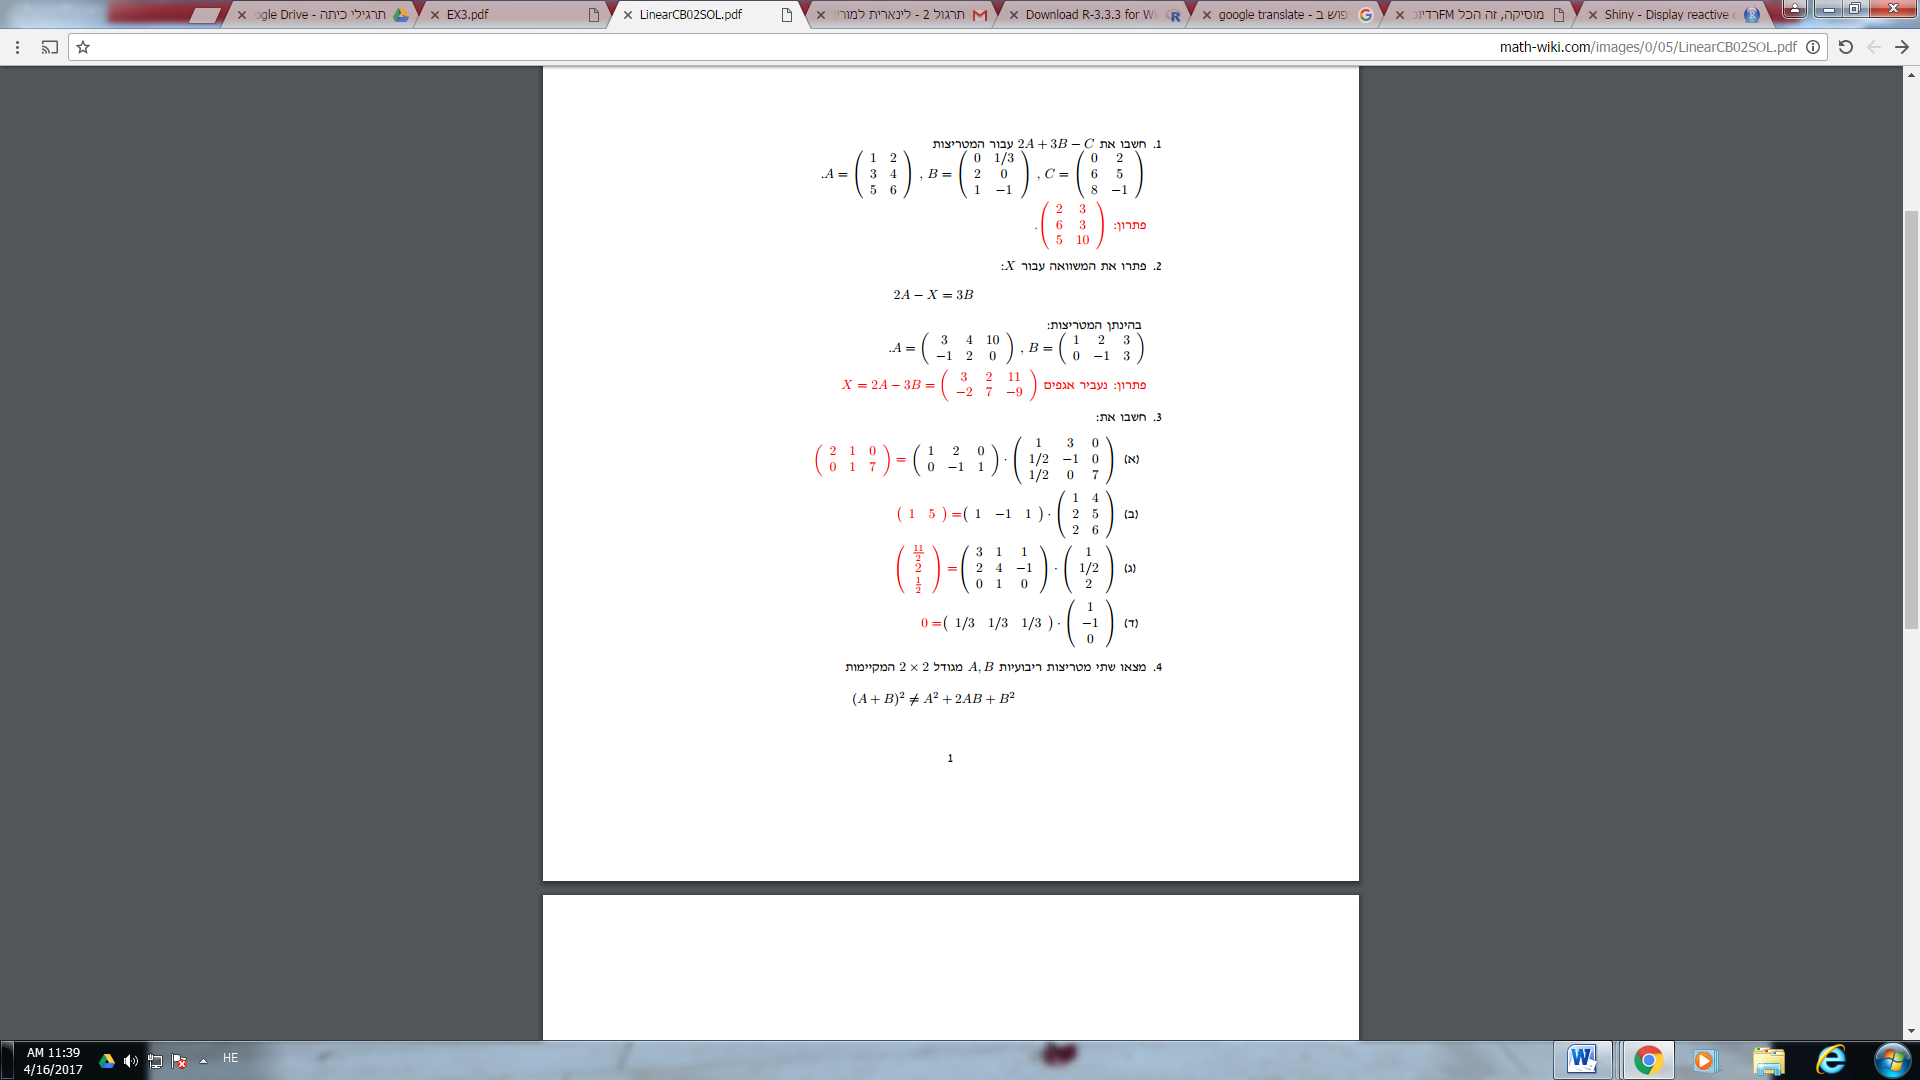 תרגילי כיתה - Google Drive
EX3.pdf
LinearCB02SOL.pdf
תרגול 2 - לינארית למורי
Download R-3.3.3 for Wi
google translate - חיפוש ב
מוסיקה, זה הכל FMרדיוס
Shiny - Display reactive
math-wiki.com/images/0/05/LinearCB02SOL.pdf
1. חשבו את 2A + 3B − C עבור המטריצות
.A = ( 1 2 ; 3 4 ; 5 6 ) , B = ( 0 1/3 ; 2 0 ; 1 −1 ) , C = ( 0 2 ; 6 5 ; 8 −1 )
פתרון: ( 2 3 ; 6 3 ; 5 10 ).
2. פתרו את המשוואה עבור X:
2A − X = 3B
בהינתן המטריצות:
.A = ( 3 4 10 ; −1 2 0 ) , B = ( 1 2 3 ; 0 −1 3 )
פתרון: נעביר אגפים X = 2A − 3B = ( 3 2 11 ; −2 7 −9 )
3. חשבו את:
(א) ( 2 1 0 ; 0 1 7 ) = ( 1 2 0 ; 0 −1 1 ) · ( 1 3 0 ; 1/2 −1 0 ; 1/2 0 7 )
(ב) ( 1 5 ) = ( 1 −1 1 ) · ( 1 4 ; 2 5 ; 2 6 )
(ג) ( 11/2 ; 2 ; 1/2 ) = ( 3 1 1 ; 2 4 −1 ; 0 1 0 ) · ( 1 ; 1/2 ; 2 )
(ד) 0 = ( 1/3 1/3 1/3 ) · ( 1 ; −1 ; 0 )
4. מצאו שתי מטריצות ריבועיות A, B מגודל 2 × 2 המקיימות
(A + B)² ≠ A² + 2AB + B²
1
AM 11:39
4/16/2017
HE